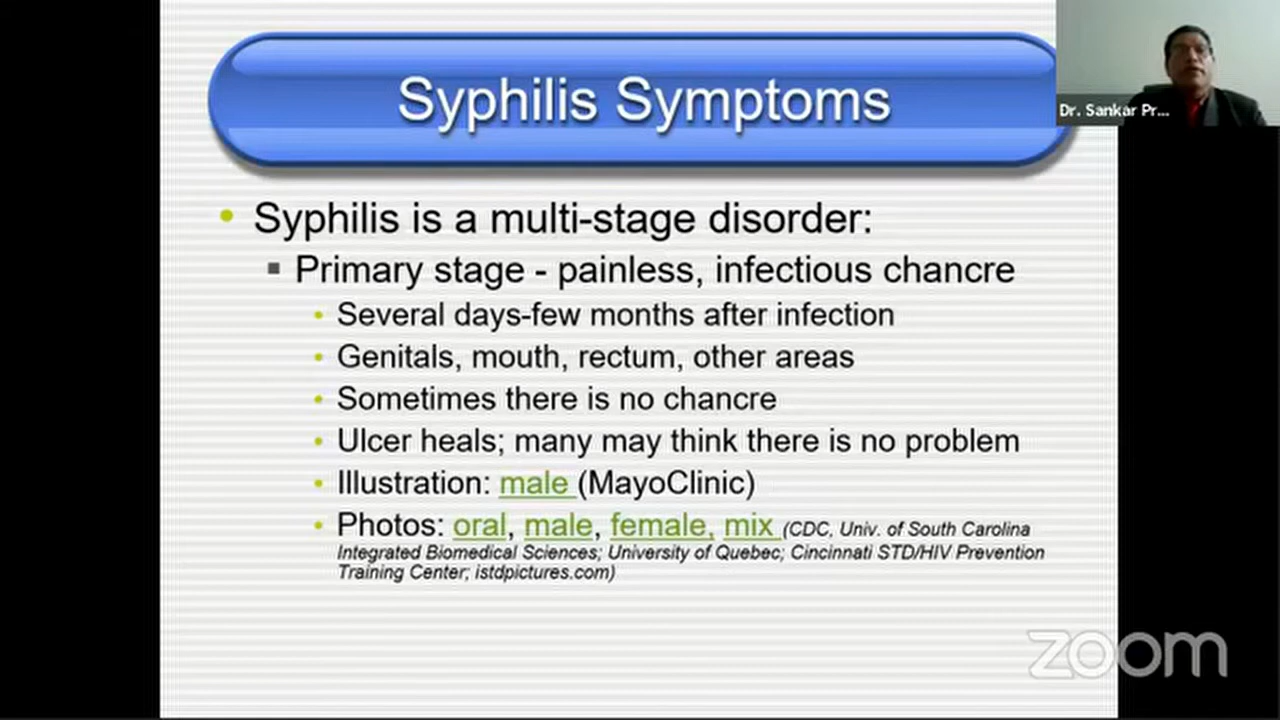 Syphilis Symptoms
Dr. Sankar Pr...
• Syphilis is a multi-stage disorder:
▪ Primary stage - painless, infectious chancre
• Several days-few months after infection
• Genitals, mouth, rectum, other areas
• Sometimes there is no chancre
• Ulcer heals; many may think there is no problem
• Illustration: male (MayoClinic)
• Photos: oral, male, female, mix (CDC, Univ. of South Carolina
Integrated Biomedical Sciences; University of Quebec; Cincinnati STD/HIV Prevention
Training Center; istdpictures.com)
zoom